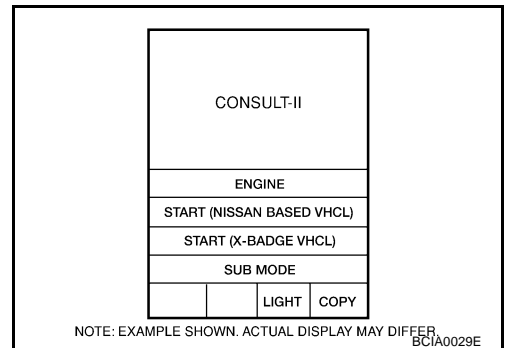 CONSULT-II
ENGINE
START (NISSAN BASED VHCL)
START (X-BADGE VHCL)
SUB MODE
LIGHT COPY
NOTE: EXAMPLE SHOWN. ACTUAL DISPLAY MAY DIFFER.
BCIA0029E